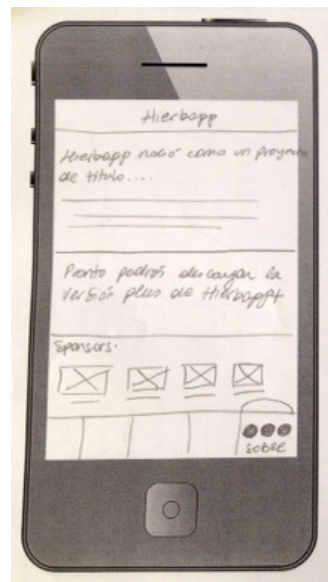 Hierbapp
Hierbapp nació como un proyecto
de título....
Pronto podrás descargar la
versión plus de Hierbapp+
Sponsors.
SOBRE